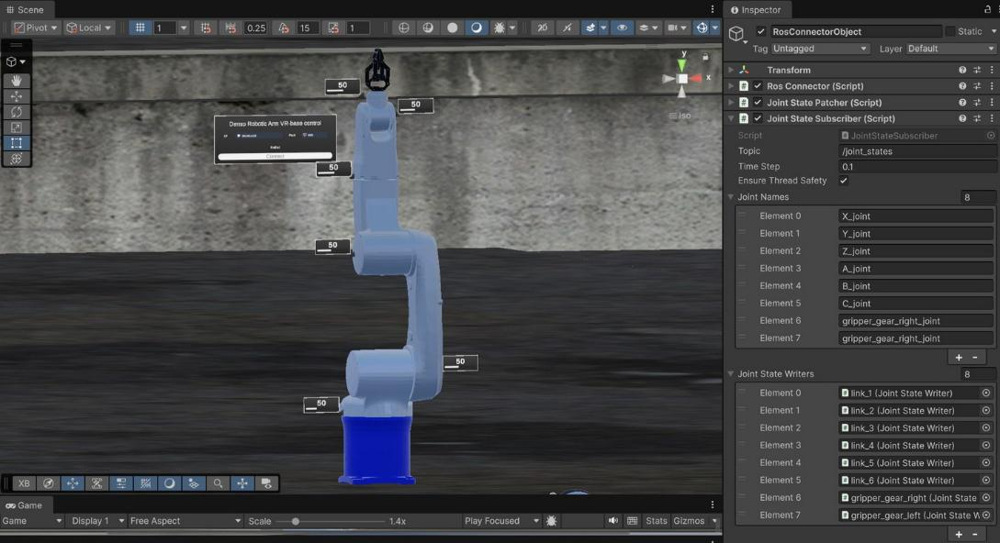 Scene
Pivot
Local
1
0.25
15
1
2D
50
50
Denso Robotic Arm VR-base control
IP
Port
Hello!
Connect
50
50
50
50
y
x
Iso
XB
Game
Game
Display 1
Free Aspect
Scale
1.4x
Play Focused
Stats
Gizmos
Inspector
RosConnectorObject
Static
Tag
Untagged
Layer
Default
Transform
Ros Connector (Script)
Joint State Patcher (Script)
Joint State Subscriber (Script)
Script
JointStateSubscriber
Topic
/joint_states
Time Step
0.1
Ensure Thread Safety
Joint Names
8
Element 0
X_joint
Element 1
Y_joint
Element 2
Z_joint
Element 3
A_joint
Element 4
B_joint
Element 5
C_joint
Element 6
gripper_gear_right_joint
Element 7
gripper_gear_right_joint
+ -
Joint State Writers
8
Element 0
link_1 (Joint State Writer)
Element 1
link_2 (Joint State Writer)
Element 2
link_3 (Joint State Writer)
Element 3
link_4 (Joint State Writer)
Element 4
link_5 (Joint State Writer)
Element 5
link_6 (Joint State Writer)
Element 6
gripper_gear_right (Joint State
Element 7
gripper_gear_left (Joint State W
+ -